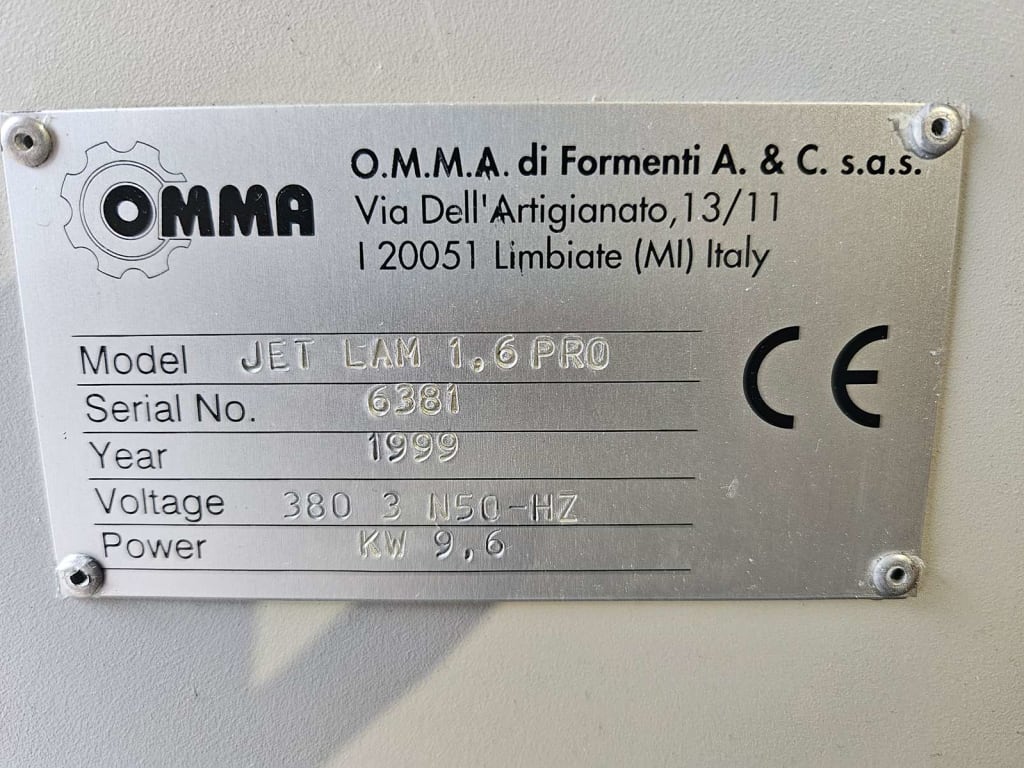 OMMA
O.M.M.A. di Formenti A. & C. s.a.s.
Via Dell'Artigianato,13/11
I 20051 Limbiate (MI) Italy
Model JET LAM 1,6 PRO
Serial No. 6381
Year 1999
Voltage 380 3 N50-HZ
Power KW 9,6
CE